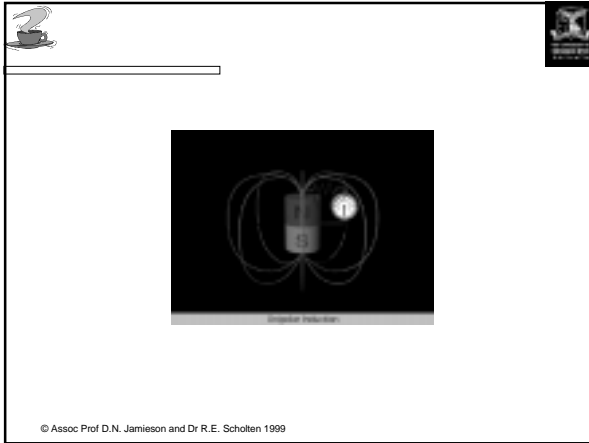 N
S
Unipolar Induction
© Assoc Prof D.N. Jamieson and Dr R.E. Scholten 1999